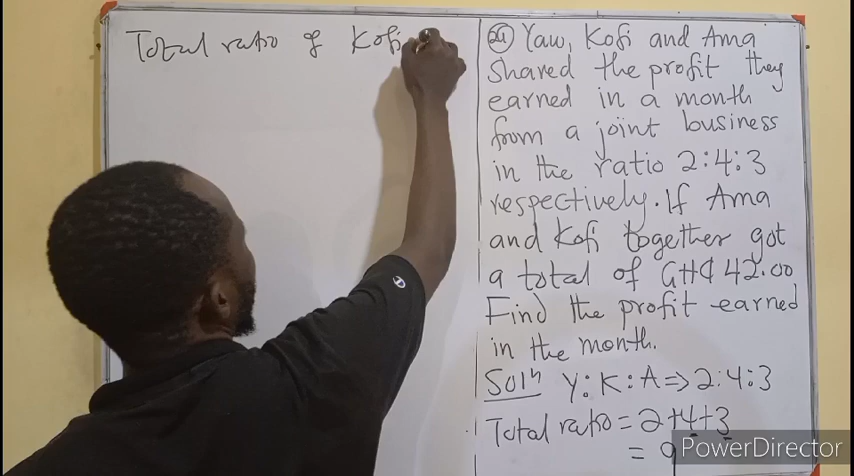 Total ratio of Kofi
24 Yaw, Kofi and Ama
Shared the profit they
earned in a month
from a joint business
in the ratio 2:4:3
respectively. If Ama
and Kofi together got
a total of GH₵ 42.00
Find the profit earned
in the month.
Solⁿ Y:K:A ⇒ 2:4:3
Total ratio = 2+4+3
= 9
PowerDirector